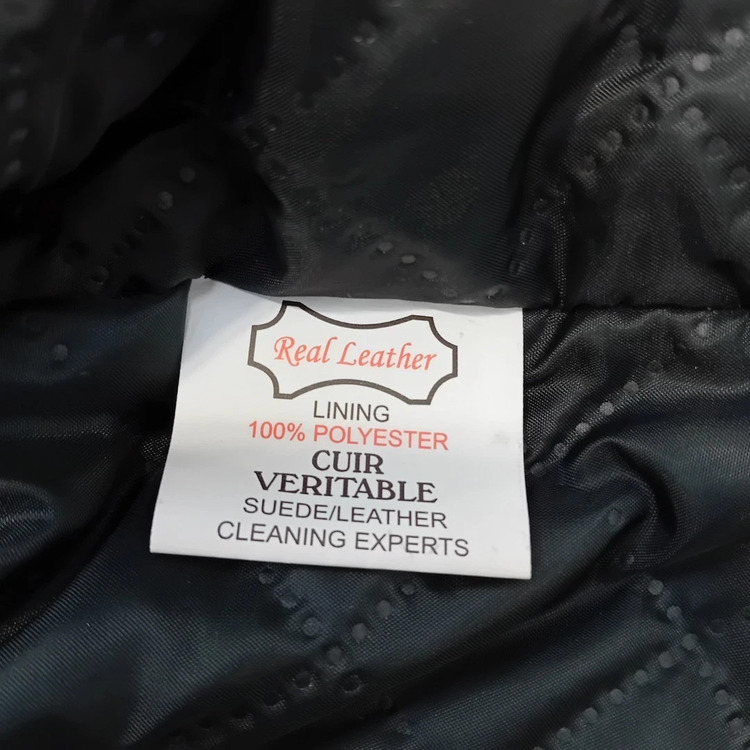 Real Leather
LINING
100% POLYESTER
CUIR
VERITABLE
SUEDE/LEATHER
CLEANING EXPERTS